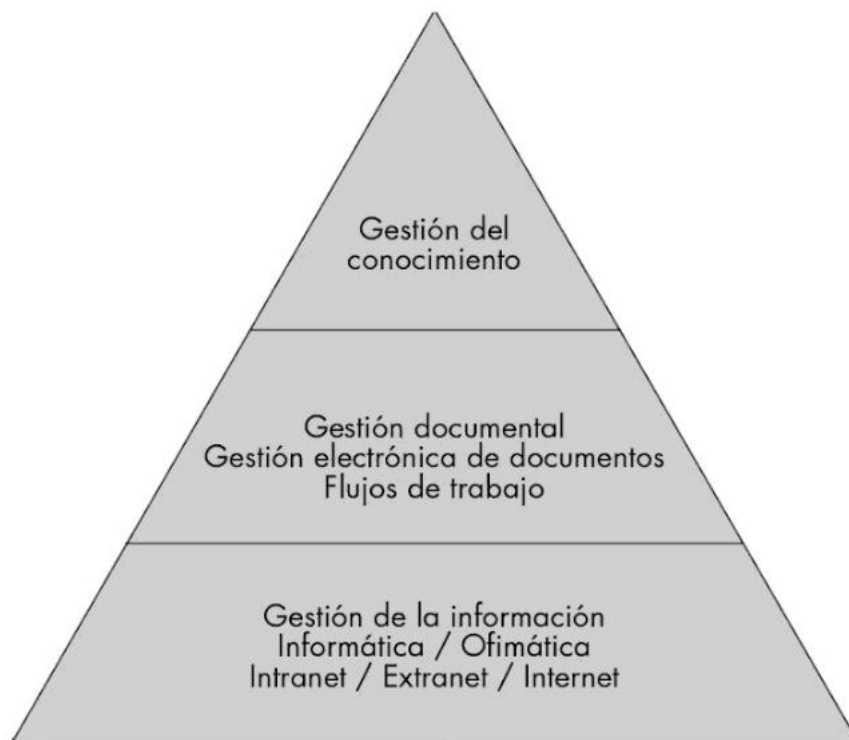 Gestión del
conocimiento
Gestión documental
Gestión electrónica de documentos
Flujos de trabajo
Gestión de la información
Informática / Ofimática
Intranet / Extranet / Internet